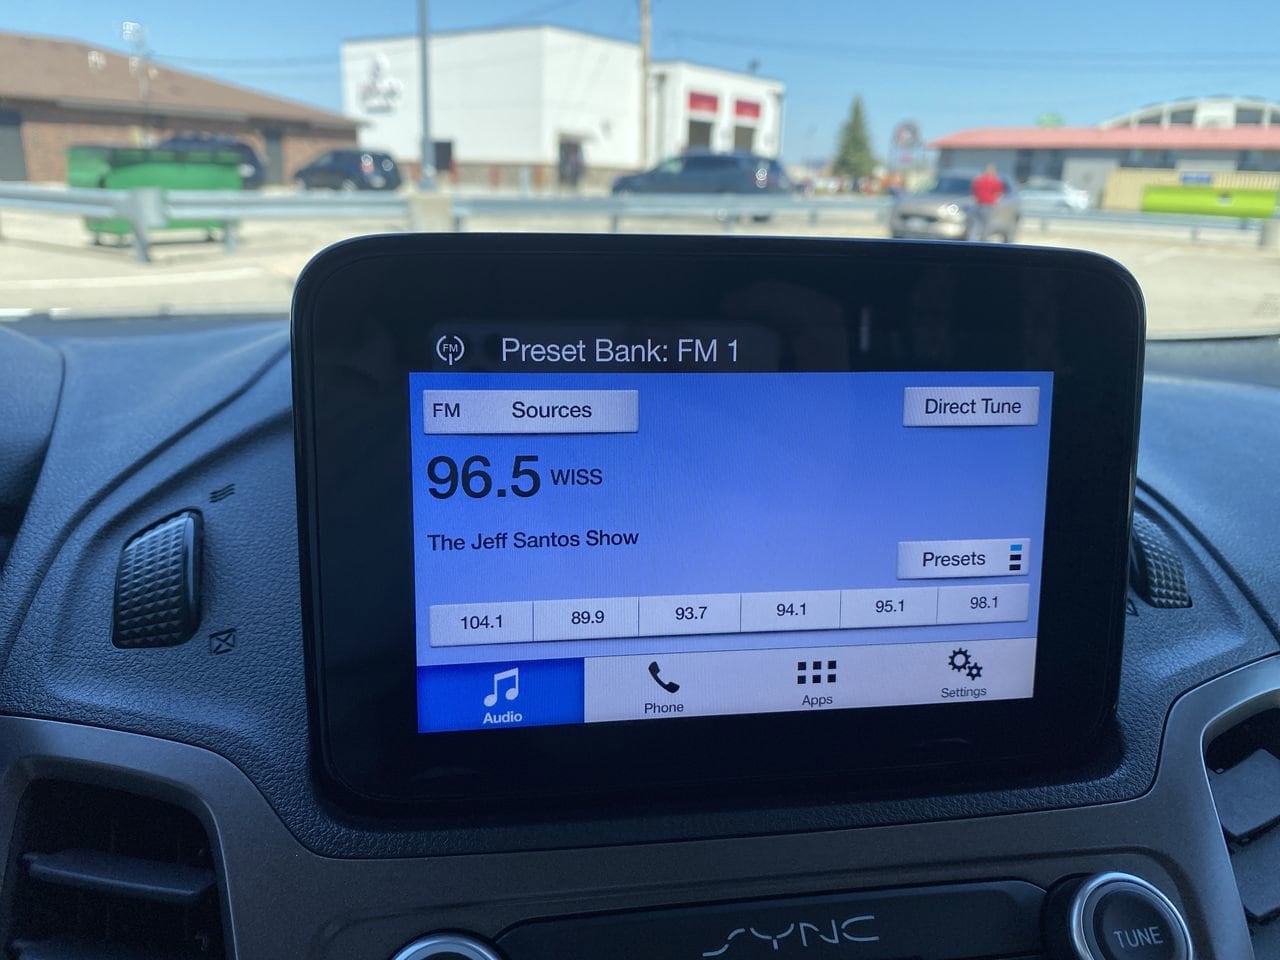 FM
Preset Bank: FM 1
FM Sources
Direct Tune
96.5 WISS
The Jeff Santos Show
Presets
104.1 89.9 93.7 94.1 95.1 98.1
Audio Phone Apps Settings
SYNC
TUNE